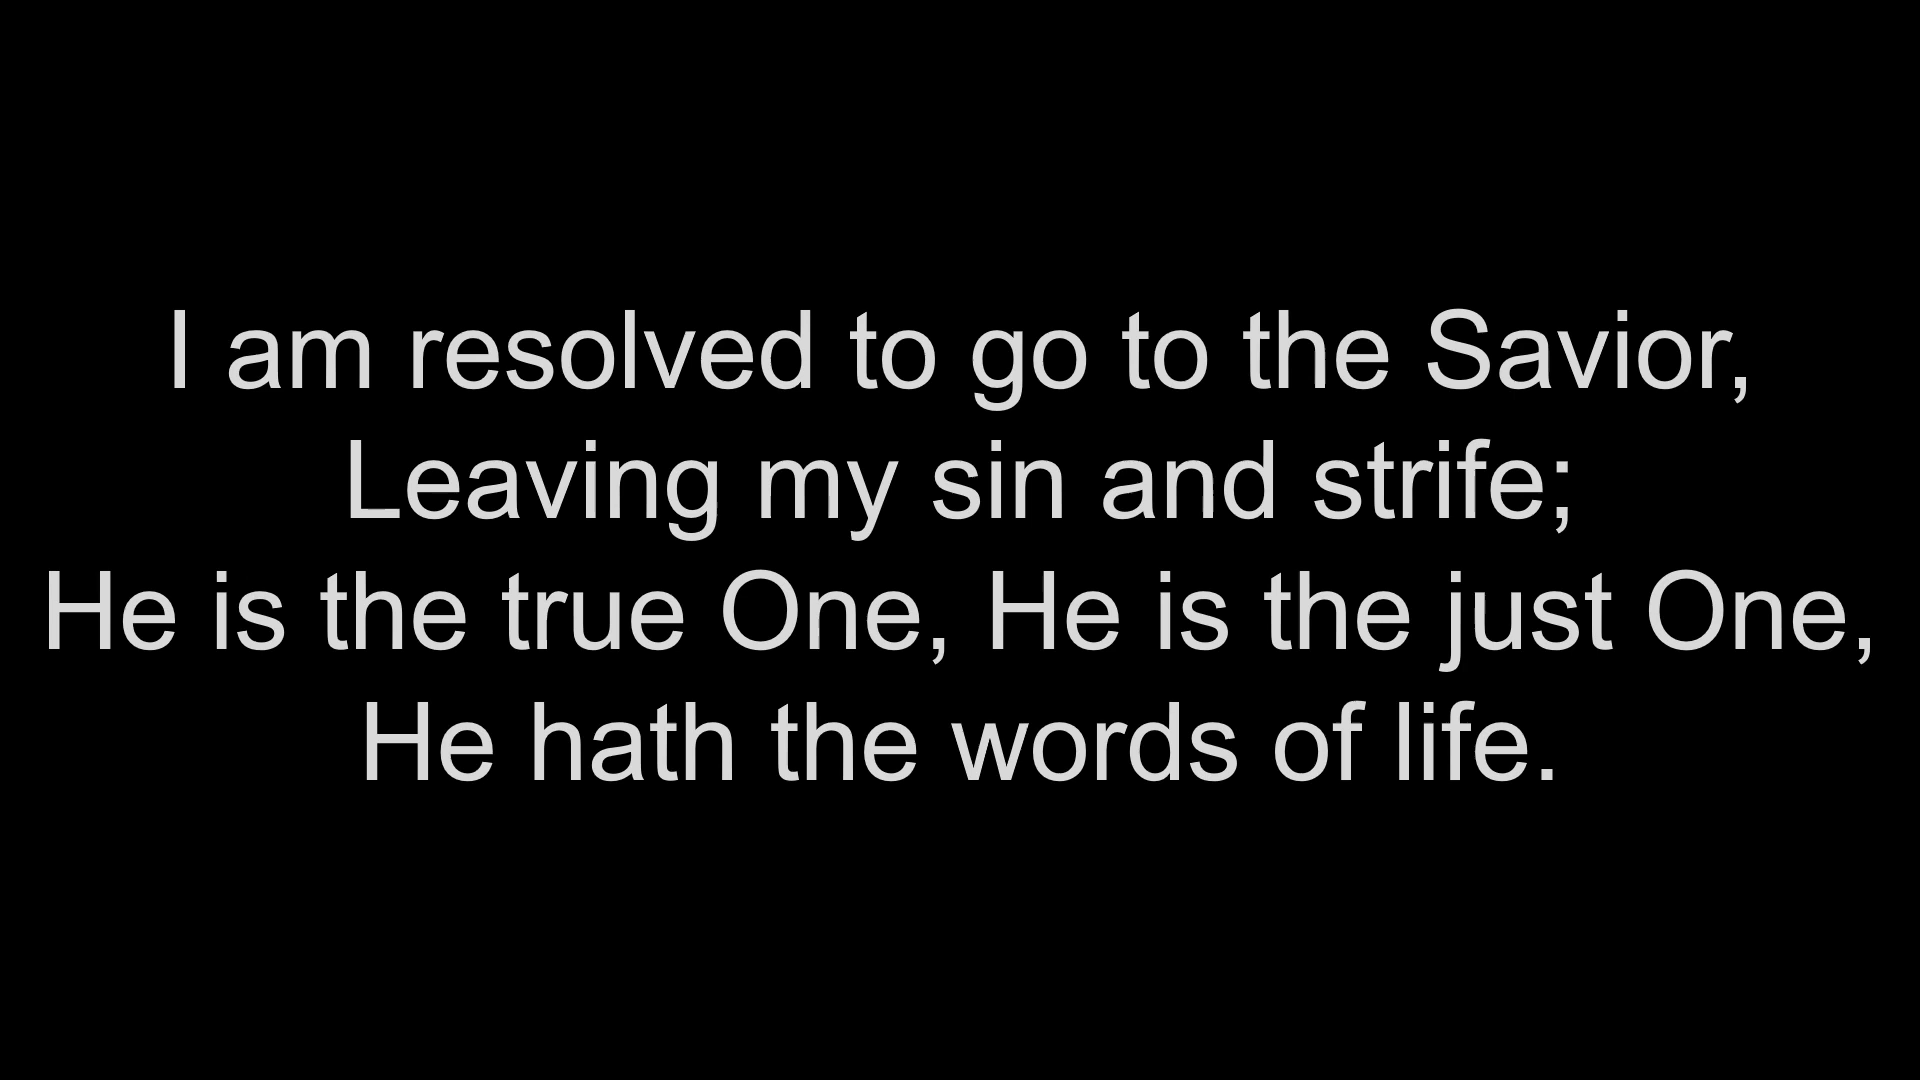 I am resolved to go to the Savior,
Leaving my sin and strife;
He is the true One, He is the just One,
He hath the words of life.